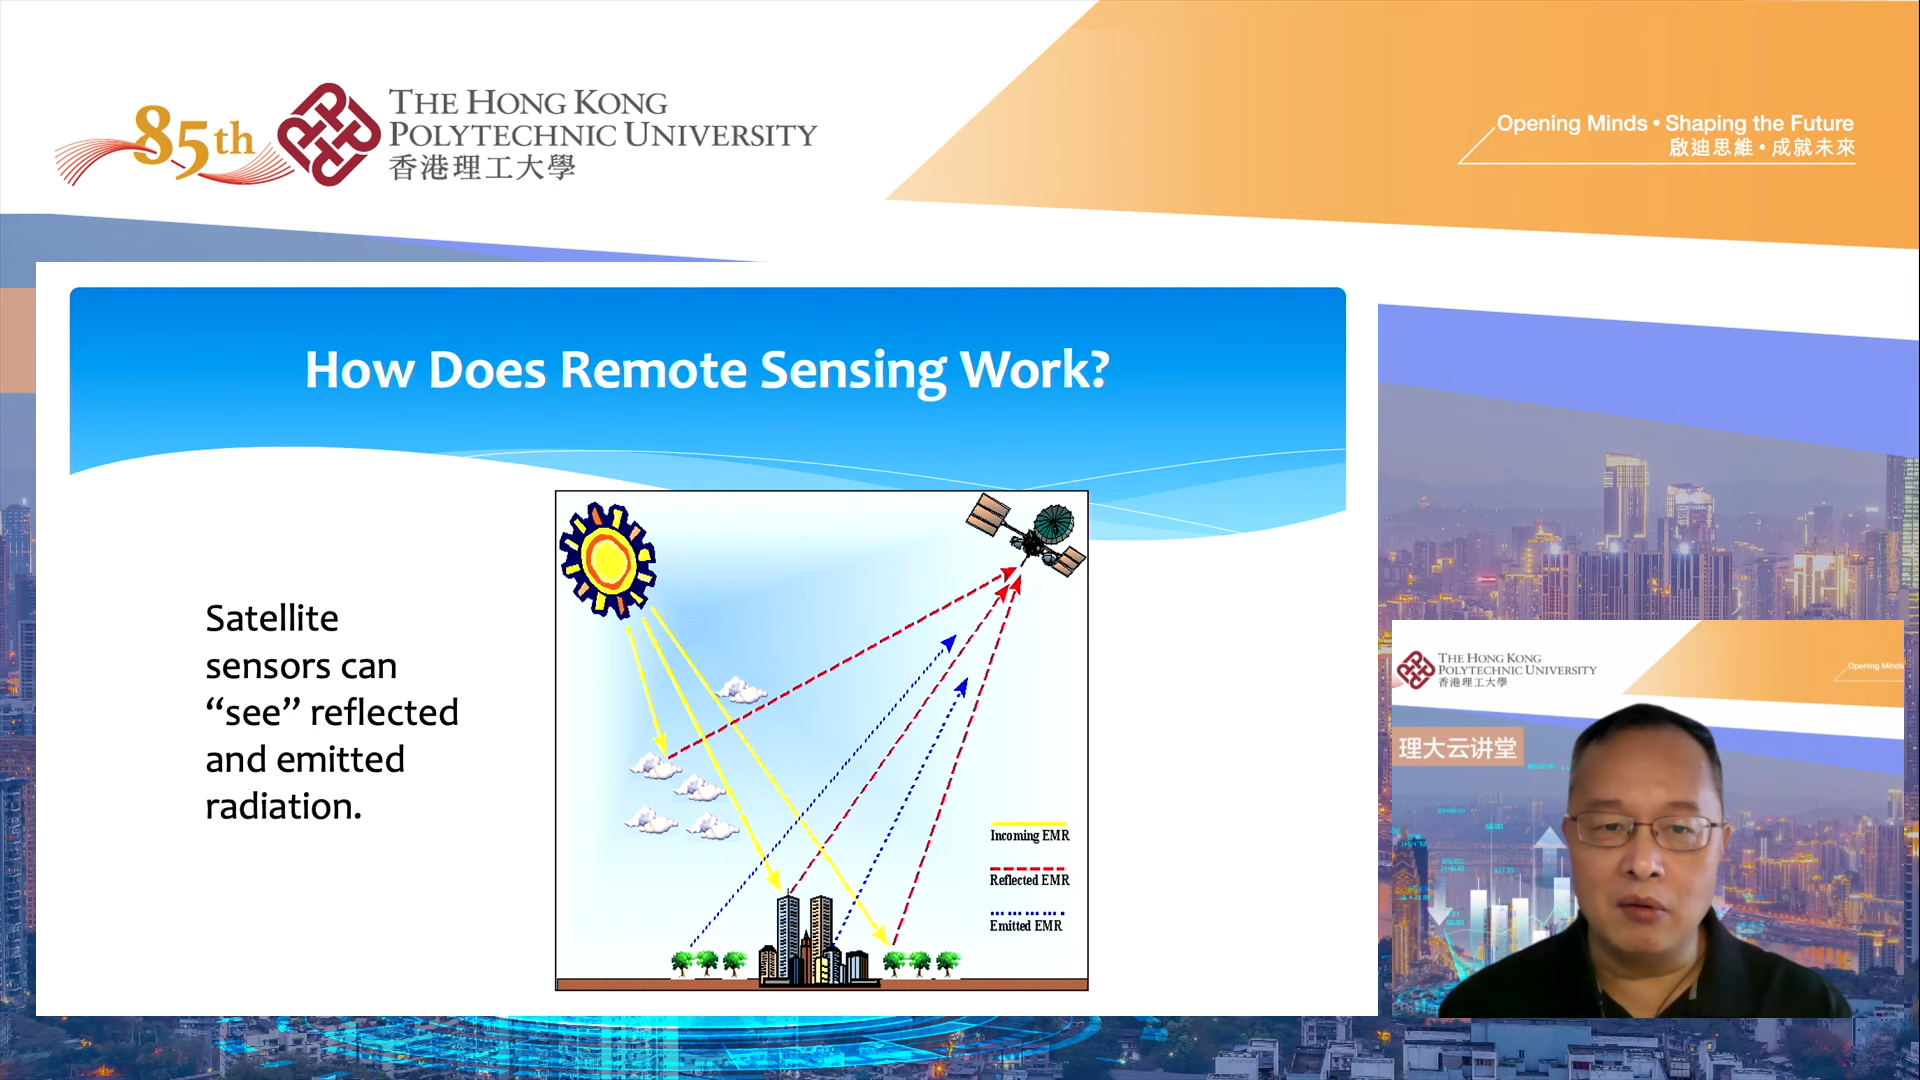 85th
THE HONG KONG
POLYTECHNIC UNIVERSITY
香港理工大學
Opening Minds • Shaping the Future
啟迪思維 • 成就未來
How Does Remote Sensing Work?
Satellite
sensors can
“see” reflected
and emitted
radiation.
Incoming EMR
Reflected EMR
Emitted EMR
THE HONG KONG
POLYTECHNIC UNIVERSITY
香港理工大學
Opening Minds
理大云讲堂